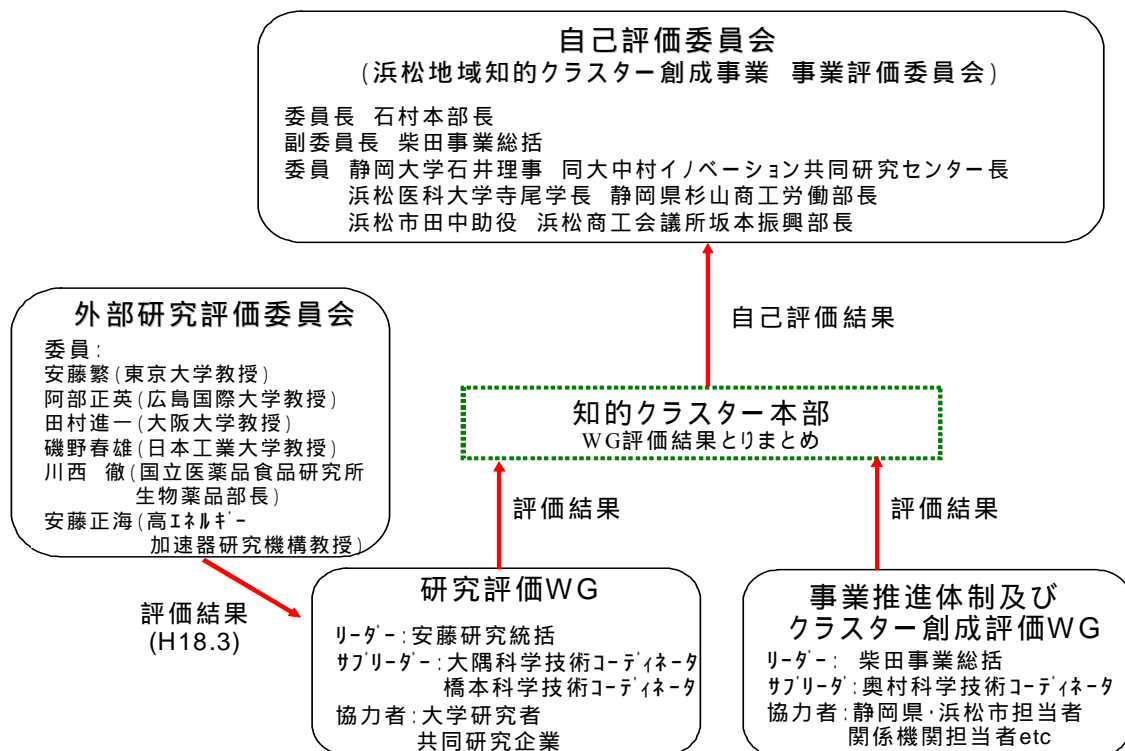 自己評価委員会
(浜松地域知的クラスター創成事業 事業評価委員会)
委員長 石村本部長
副委員長 柴田事業総括
委員 静岡大学石井理事 同大中村イノベーション共同研究センター長
浜松医科大学寺尾学長 静岡県杉山商工労働部長
浜松市田中助役 浜松商工会議所坂本振興部長
自己評価結果
外部研究評価委員会
委員:
安藤繁(東京大学教授)
阿部正英(広島国際大学教授)
田村進一(大阪大学教授)
磯野春雄(日本工業大学教授)
川西 徹(国立医薬品食品研究所
生物薬品部長)
安藤正海(高エネルギー
加速器研究機構教授)
知的クラスター本部
WG評価結果とりまとめ
評価結果
評価結果
評価結果
(H18.3)
研究評価WG
リーダー:安藤研究統括
サブリーダー:大隅科学技術コーディネータ
橋本科学技術コーディネータ
協力者:大学研究者
共同研究企業
事業推進体制及び
クラスター創成評価WG
リーダー: 柴田事業総括
サブリーダ:奥村科学技術コーディネータ
協力者:静岡県・浜松市担当者
関係機関担当者etc